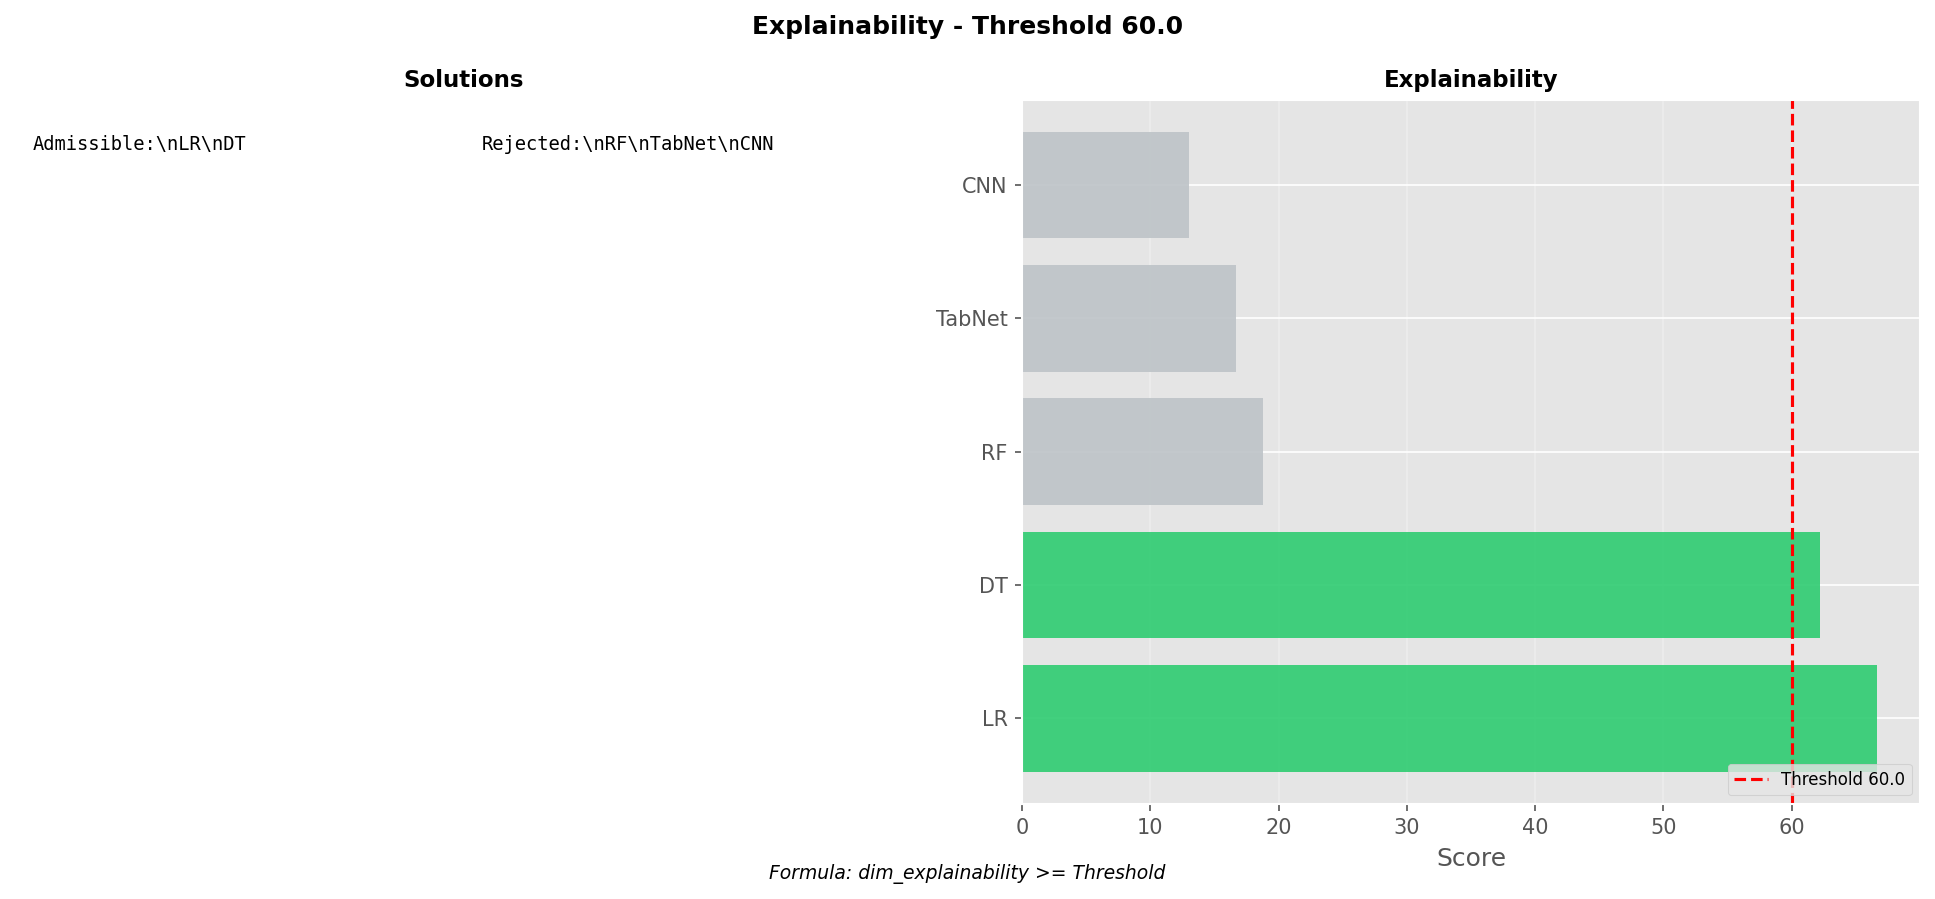 Explainability - Threshold 60.0
Solutions
Admissible:\nLR\nDT
Rejected:\nRF\nTabNet\nCNN
Explainability
CNN
TabNet
RF
DT
LR
Threshold 60.0
0 10 20 30 40 50 60
Score
Formula: dim_explainability >= Threshold